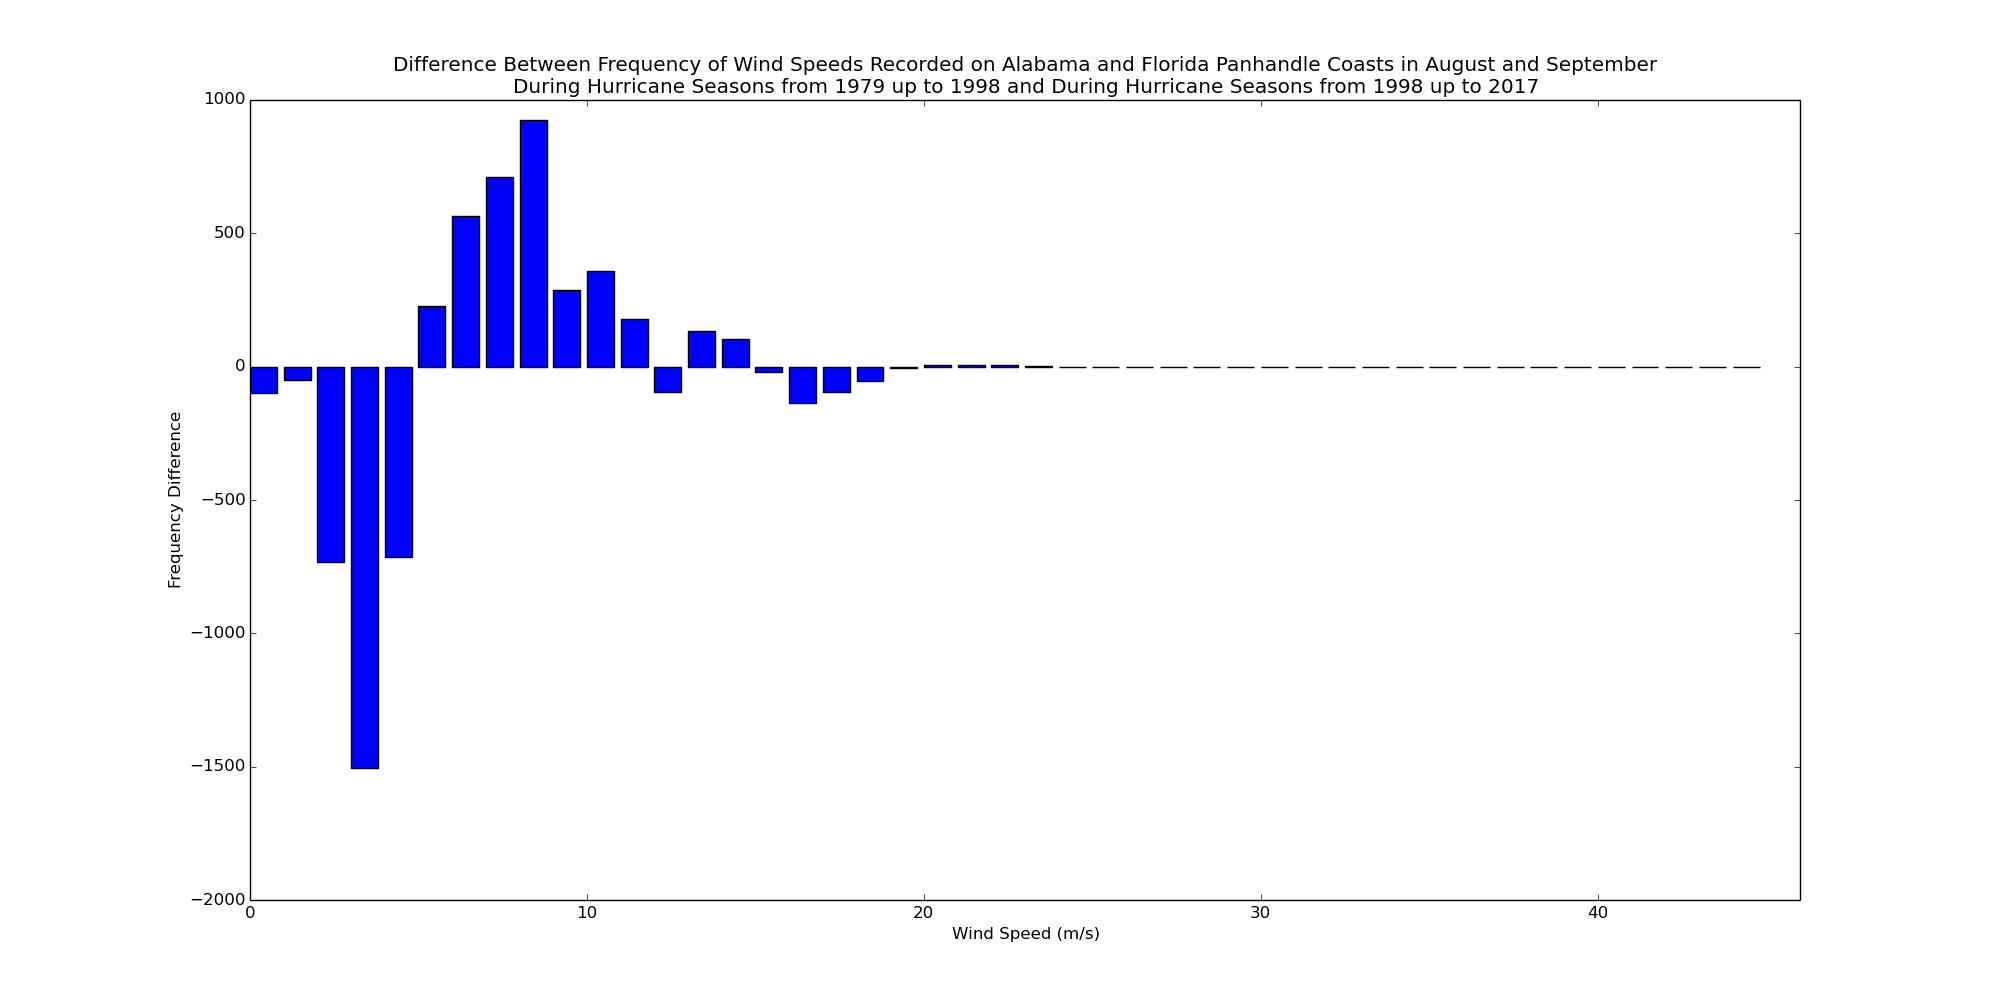 Difference Between Frequency of Wind Speeds Recorded on Alabama and Florida Panhandle Coasts in August and September
During Hurricane Seasons from 1979 up to 1998 and During Hurricane Seasons from 1998 up to 2017
1000
500
0
−500
−1000
−1500
−2000
Frequency Difference
0 10 20 30 40
Wind Speed (m/s)